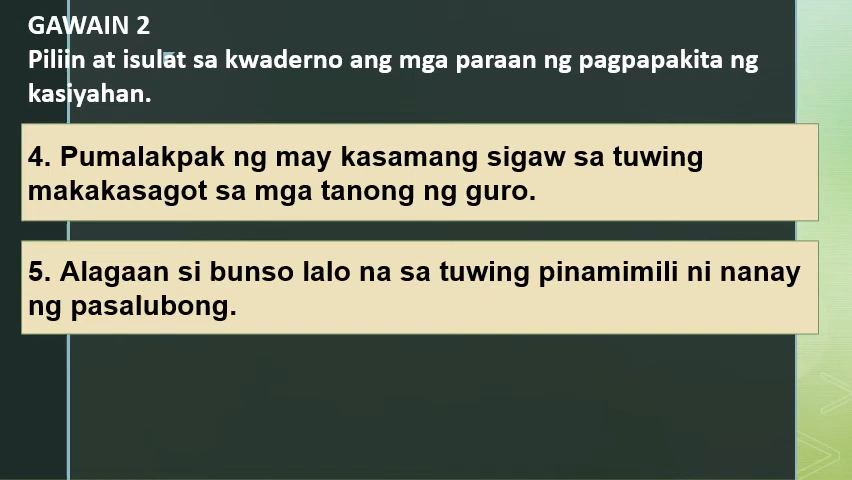 GAWAIN 2
Piliin at isulat sa kwaderno ang mga paraan ng pagpapakita ng
kasiyahan.
4. Pumalakpak ng may kasamang sigaw sa tuwing
makakasagot sa mga tanong ng guro.
5. Alagaan si bunso lalo na sa tuwing pinamimili ni nanay
ng pasalubong.